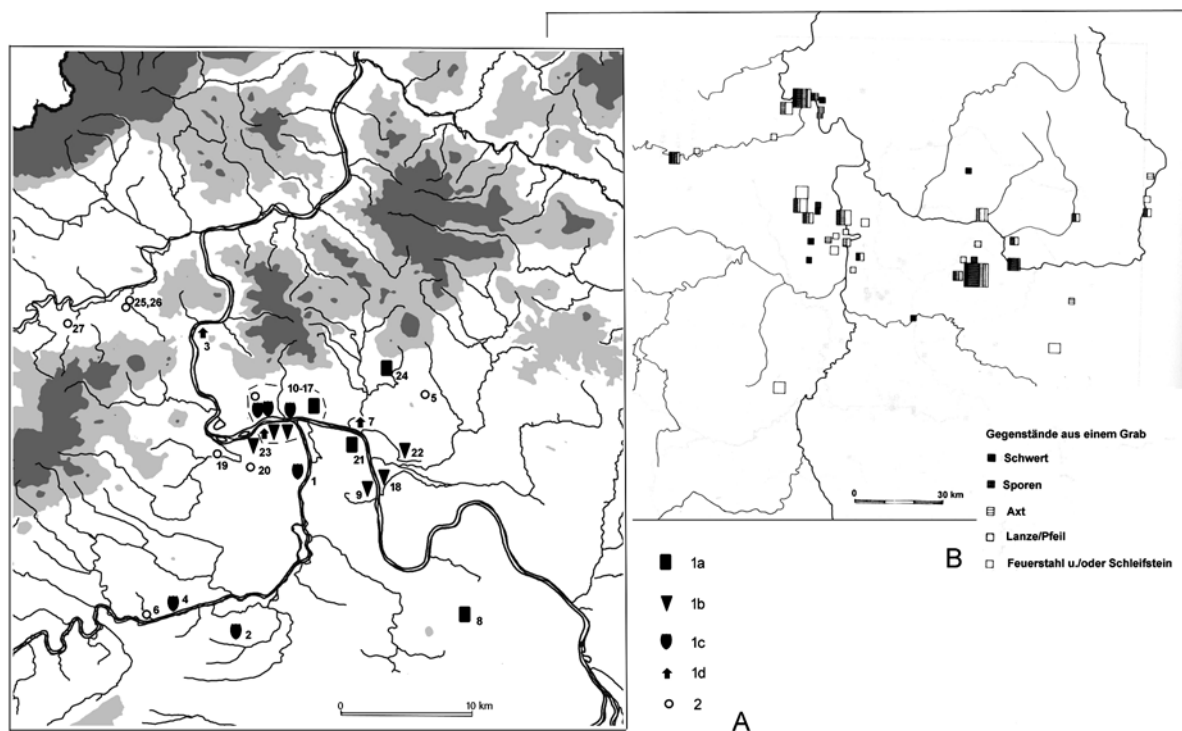 25,26
27
3
24
5
10-17
7
19
23
20
21
22
1
9
18
6
4
2
8
0
10 km
A
1a
1b
1c
1d
2
Gegenstände aus einem Grab
Schwert
Sporen
Axt
Lanze/Pfeil
Feuerstahl u./oder Schleifstein
0
30 km
B